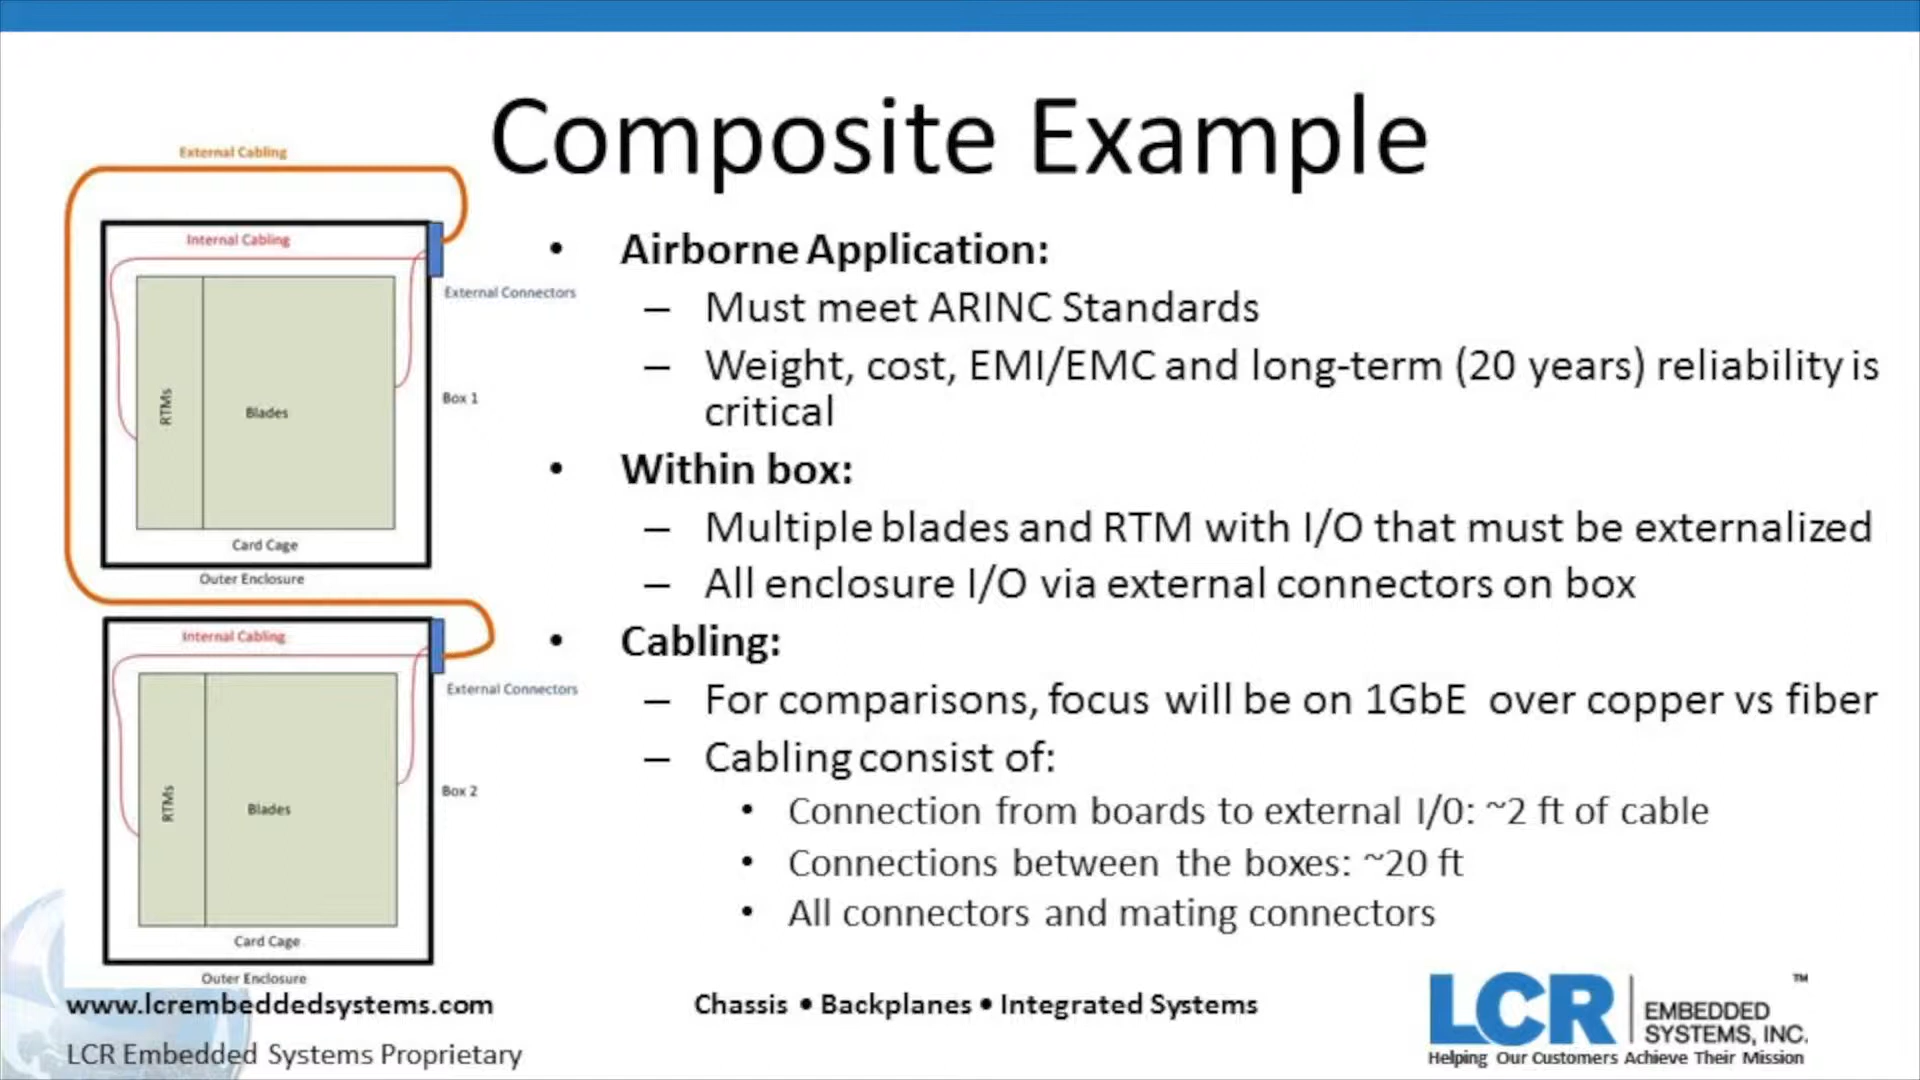 Composite Example
External Cabling
Internal Cabling
External Connectors
RTMs
Blades
Box 1
Card Cage
Outer Enclosure
Internal Cabling
External Connectors
RTMs
Blades
Box 2
Card Cage
Outer Enclosure
• Airborne Application:
– Must meet ARINC Standards
– Weight, cost, EMI/EMC and long-term (20 years) reliability is
critical
• Within box:
– Multiple blades and RTM with I/O that must be externalized
– All enclosure I/O via external connectors on box
• Cabling:
– For comparisons, focus will be on 1GbE over copper vs fiber
– Cabling consist of:
• Connection from boards to external I/0: ~2 ft of cable
• Connections between the boxes: ~20 ft
• All connectors and mating connectors
www.lcrembeddedsystems.com
Chassis • Backplanes • Integrated Systems
LCR Embedded Systems Proprietary
LCR EMBEDDED
SYSTEMS, INC.
TM
Helping Our Customers Achieve Their Mission